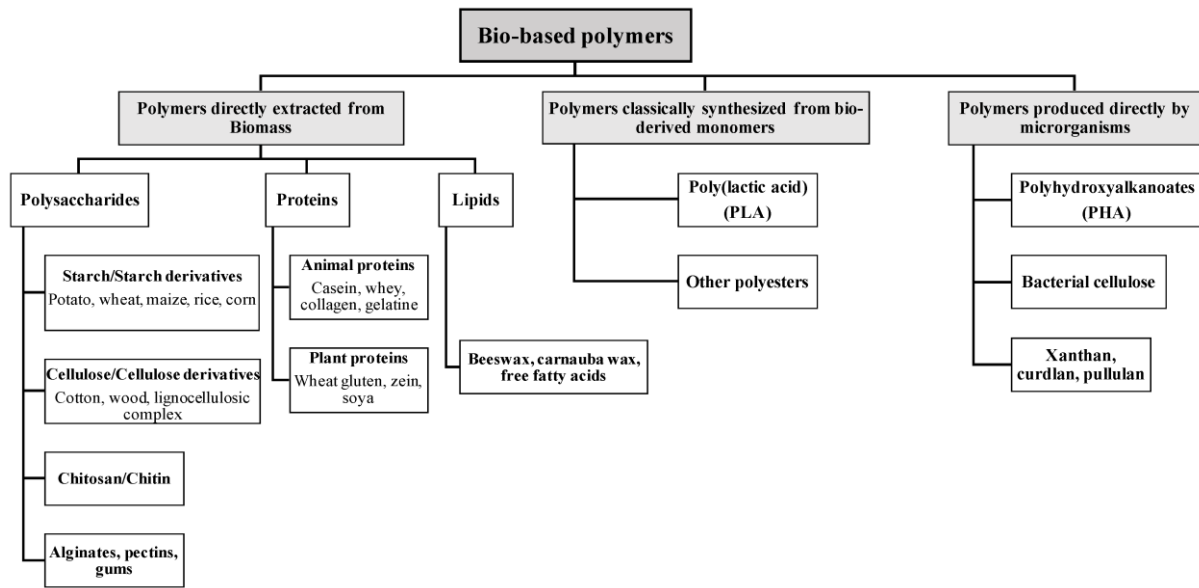 Bio-based polymers
Polymers directly extracted from
Biomass
Polymers classically synthesized from bio-
derived monomers
Polymers produced directly by
microrganisms
Polysaccharides
Proteins
Lipids
Starch/Starch derivatives
Potato, wheat, maize, rice, corn
Cellulose/Cellulose derivatives
Cotton, wood, lignocellulosic
complex
Chitosan/Chitin
Alginates, pectins,
gums
Animal proteins
Casein, whey,
collagen, gelatine
Plant proteins
Wheat gluten, zein,
soya
Beeswax, carnauba wax,
free fatty acids
Poly(lactic acid)
(PLA)
Other polyesters
Polyhydroxyalkanoates
(PHA)
Bacterial cellulose
Xanthan,
curdlan, pullulan